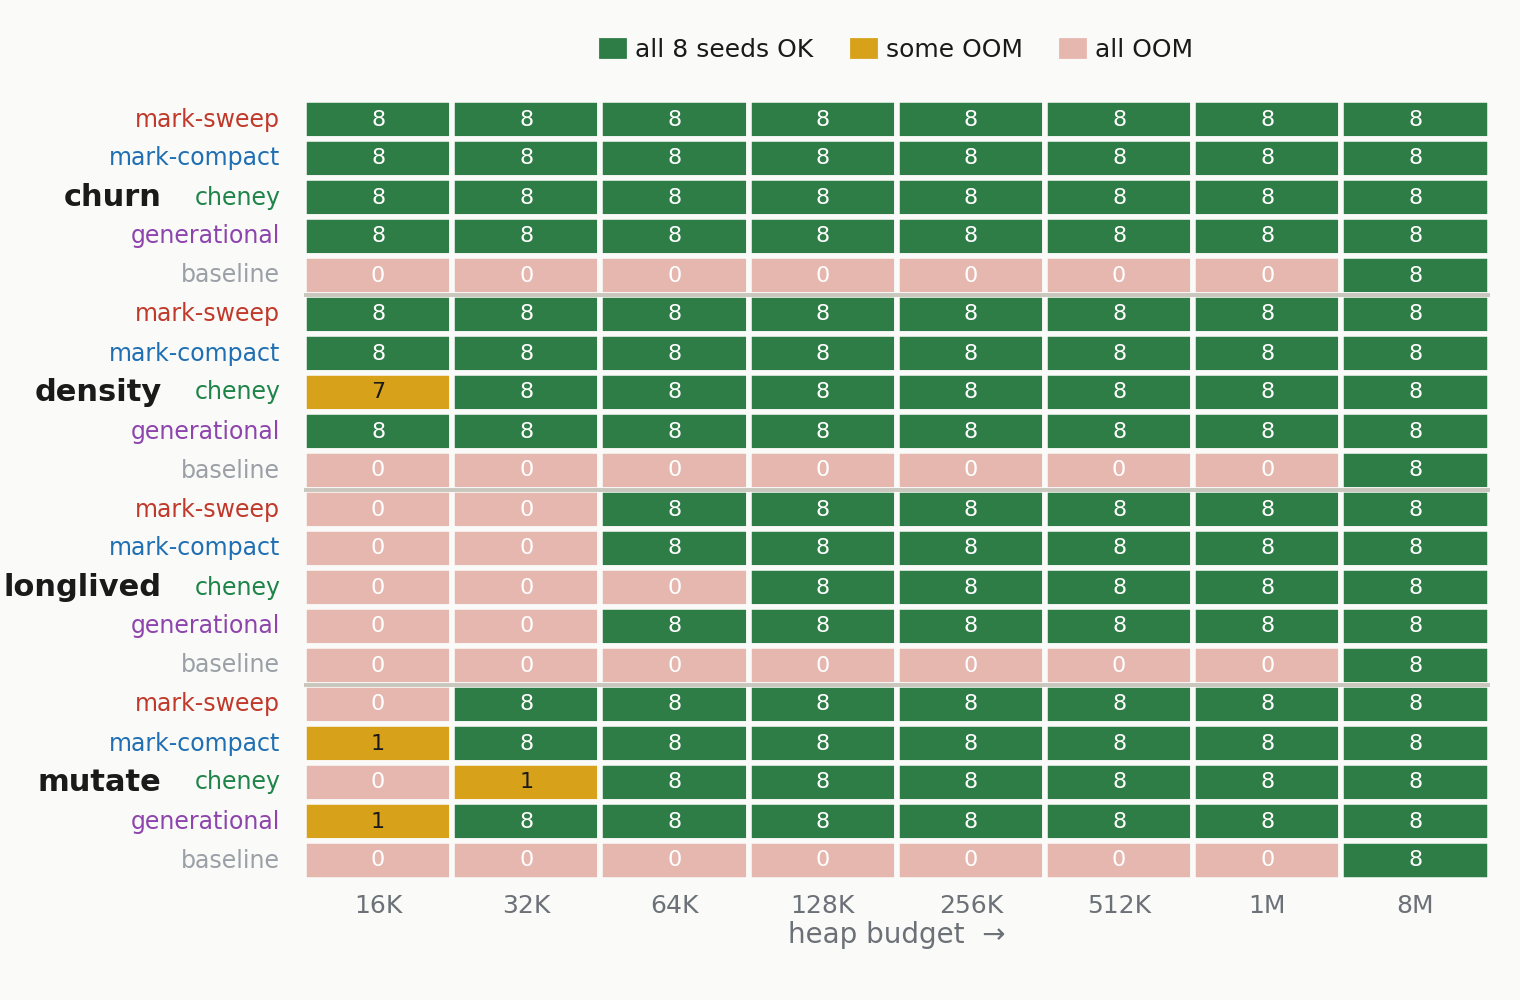 all 8 seeds OK some OOM all OOM
mark-sweep 8 8 8 8 8 8 8 8
mark-compact 8 8 8 8 8 8 8 8
churn cheney 8 8 8 8 8 8 8 8
generational 8 8 8 8 8 8 8 8
baseline 0 0 0 0 0 0 0 8
mark-sweep 8 8 8 8 8 8 8 8
mark-compact 8 8 8 8 8 8 8 8
density cheney 7 8 8 8 8 8 8 8
generational 8 8 8 8 8 8 8 8
baseline 0 0 0 0 0 0 0 8
mark-sweep 0 0 8 8 8 8 8 8
mark-compact 0 0 8 8 8 8 8 8
longlived cheney 0 0 0 8 8 8 8 8
generational 0 0 8 8 8 8 8 8
baseline 0 0 0 0 0 0 0 8
mark-sweep 0 8 8 8 8 8 8 8
mark-compact 1 8 8 8 8 8 8 8
mutate cheney 0 1 8 8 8 8 8 8
generational 1 8 8 8 8 8 8 8
baseline 0 0 0 0 0 0 0 8
16K 32K 64K 128K 256K 512K 1M 8M
heap budget →